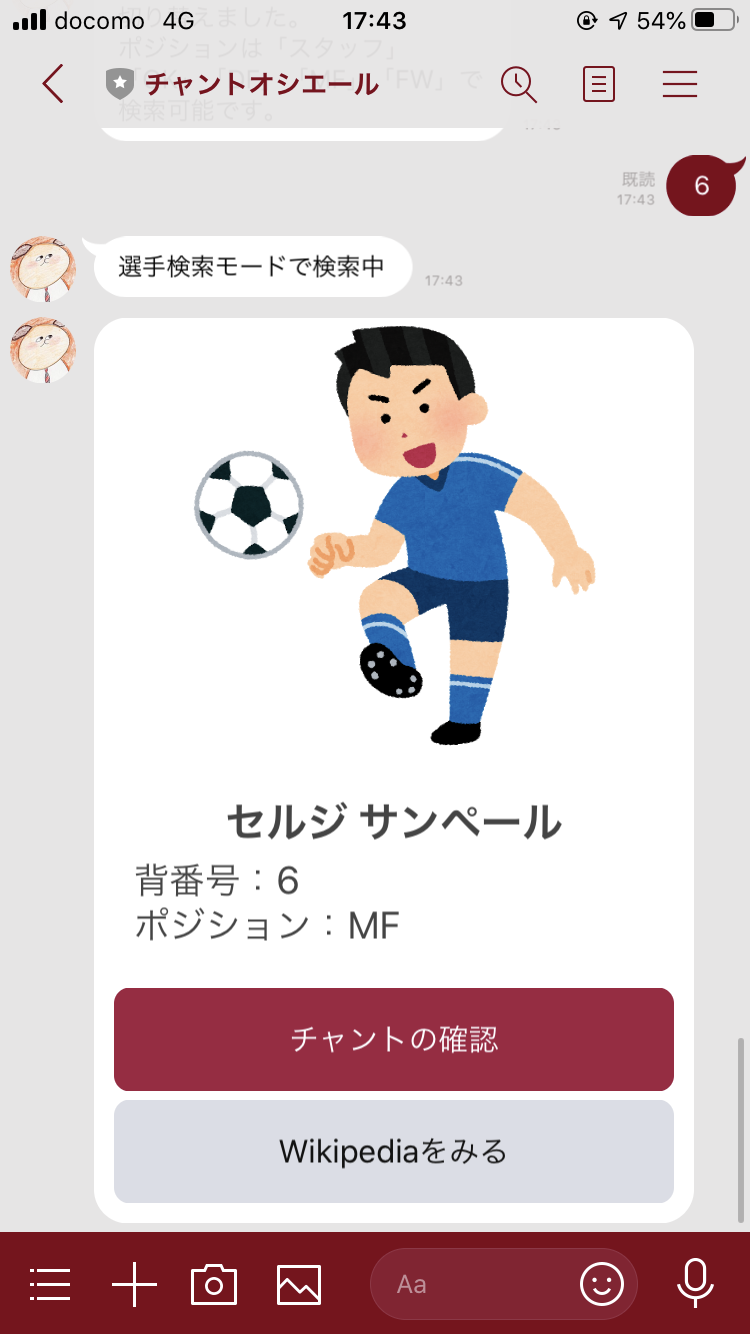 docomo 4G 17:43 54%
切り替えました。
ポジションは「スタッフ」
チャントオシエール
「FW」で
検索可能です。
既読
17:43
6
選手検索モードで検索中
17:43
セルジ サンペール
背番号：6
ポジション：MF
チャントの確認
Wikipediaをみる
Aa